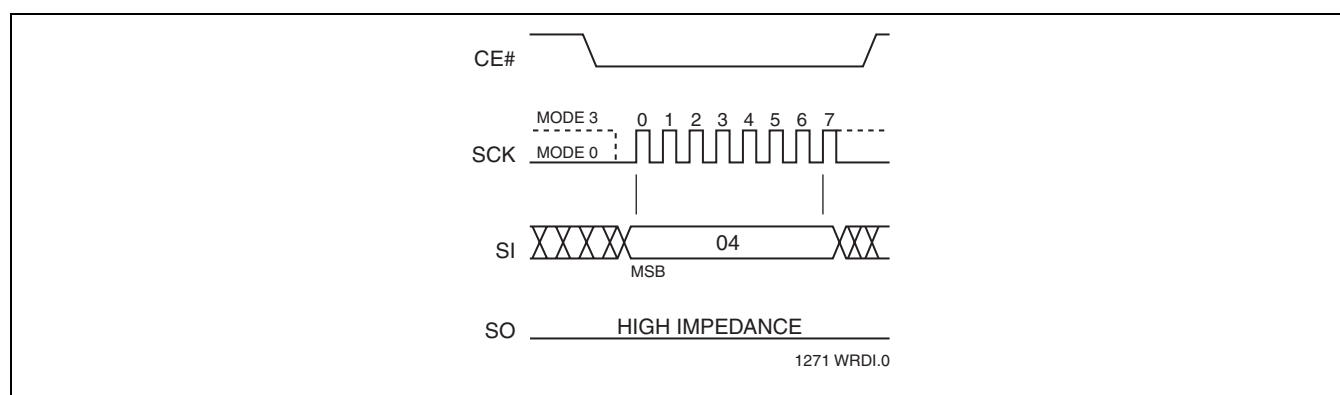 CE#
MODE 3
0 1 2 3 4 5 6 7
SCK
MODE 0
SI
04
MSB
SO
HIGH IMPEDANCE
1271 WRDI.0